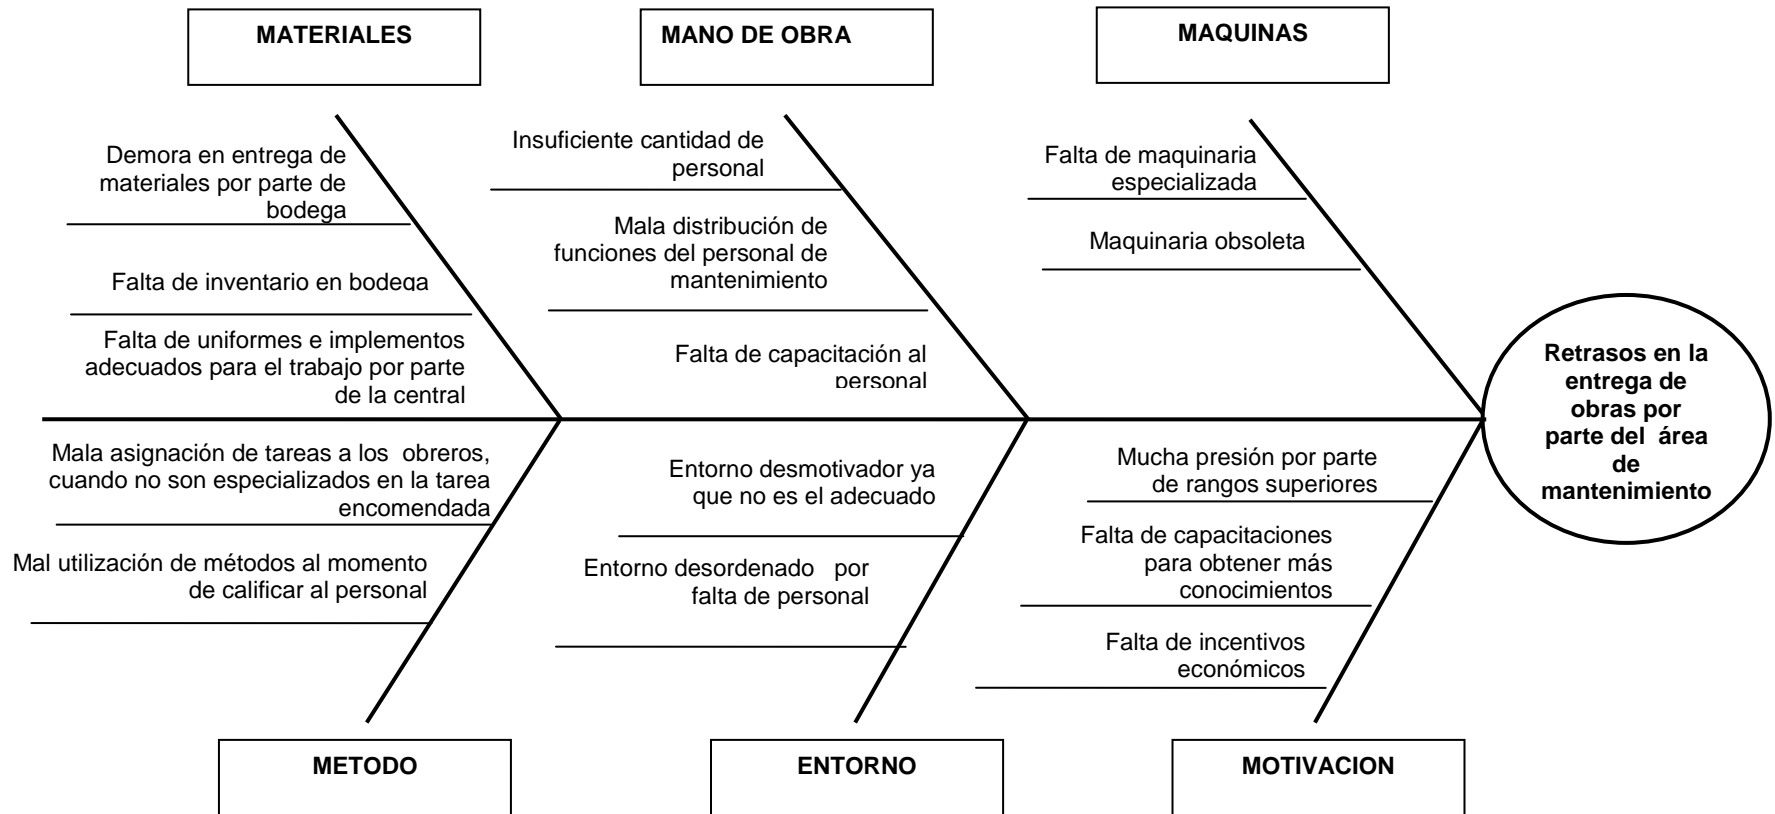 MATERIALES
MANO DE OBRA
MAQUINAS
Demora en entrega de
materiales por parte de
bodega
Falta de inventario en bodega
Falta de uniformes e implementos
adecuados para el trabajo por parte
de la central
Insuficiente cantidad de
personal
Mala distribución de
funciones del personal de
mantenimiento
Falta de capacitación al
personal
Falta de maquinaria
especializada
Maquinaria obsoleta
Retrasos en la
entrega de
obras por
parte del área
de
mantenimiento
Mala asignación de tareas a los obreros,
cuando no son especializados en la tarea
encomendada
Mal utilización de métodos al momento
de calificar al personal
Entorno desmotivador ya
que no es el adecuado
Entorno desordenado por
falta de personal
Mucha presión por parte
de rangos superiores
Falta de capacitaciones
para obtener más
conocimientos
Falta de incentivos
económicos
METODO
ENTORNO
MOTIVACION